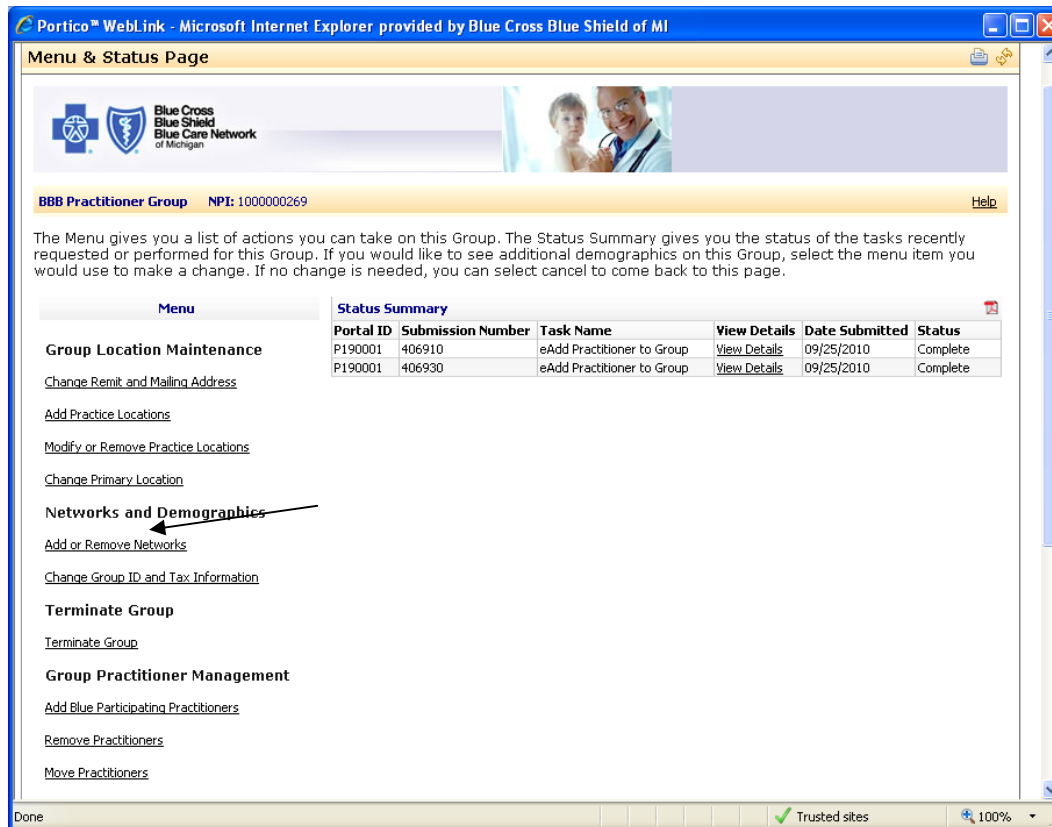 Portico™ WebLink - Microsoft Internet Explorer provided by Blue Cross Blue Shield of MI
Menu & Status Page
Blue Cross
Blue Shield
Blue Care Network
of Michigan
BBB Practitioner Group NPI: 1000000269 Help
The Menu gives you a list of actions you can take on this Group. The Status Summary gives you the status of the tasks recently
requested or performed for this Group. If you would like to see additional demographics on this Group, select the menu item you
would use to make a change. If no change is needed, you can select cancel to come back to this page.
Menu
Status Summary
Portal ID Submission Number Task Name View Details Date Submitted Status
P190001 406910 eAdd Practitioner to Group View Details 09/25/2010 Complete
P190001 406930 eAdd Practitioner to Group View Details 09/25/2010 Complete
Group Location Maintenance
Change Remit and Mailing Address
Add Practice Locations
Modify or Remove Practice Locations
Change Primary Location
Networks and Demographics
Add or Remove Networks
Change Group ID and Tax Information
Terminate Group
Terminate Group
Group Practitioner Management
Add Blue Participating Practitioners
Remove Practitioners
Move Practitioners
Done Trusted sites 100%